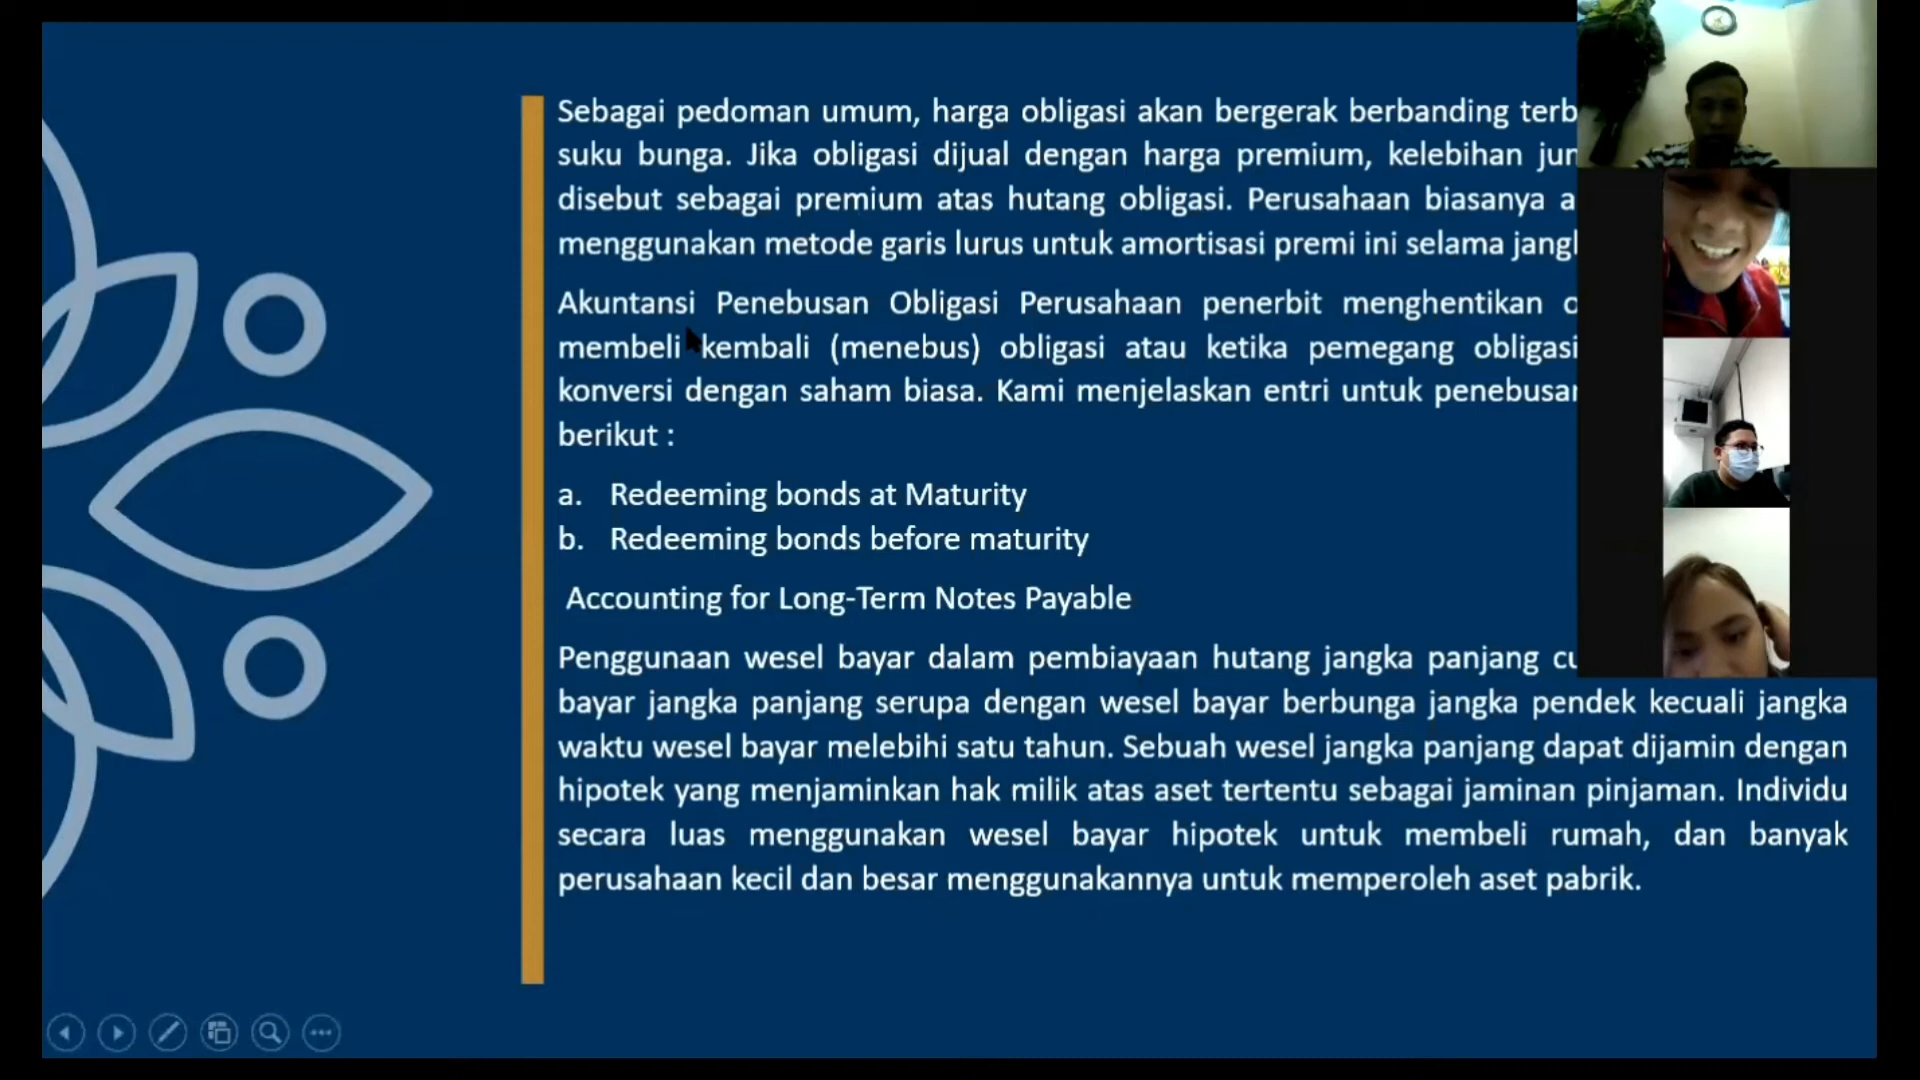 Sebagai pedoman umum, harga obligasi akan bergerak berbanding
suku bunga. Jika obligasi dijual dengan harga premium, kelebihan
disebut sebagai premium atas hutang obligasi. Perusahaan biasanya
menggunakan metode garis lurus untuk amortisasi premi ini selama
Akuntansi Penebusan Obligasi Perusahaan penerbit menghentikan
membeli kembali (menebus) obligasi atau ketika pemegang obligasi
konversi dengan saham biasa. Kami menjelaskan entri untuk
berikut :
a. Redeeming bonds at Maturity
b. Redeeming bonds before maturity
Accounting for Long-Term Notes Payable
Penggunaan wesel bayar dalam pembiayaan hutang jangka panjang
bayar jangka panjang serupa dengan wesel bayar berbunga jangka pendek kecuali jangka
waktu wesel bayar melebihi satu tahun. Sebuah wesel jangka panjang dapat dijamin dengan
hipotek yang menjaminkan hak milik atas aset tertentu sebagai jaminan pinjaman. Individu
secara luas menggunakan wesel bayar hipotek untuk membeli rumah, dan banyak
perusahaan kecil dan besar menggunakannya untuk memperoleh aset pabrik.